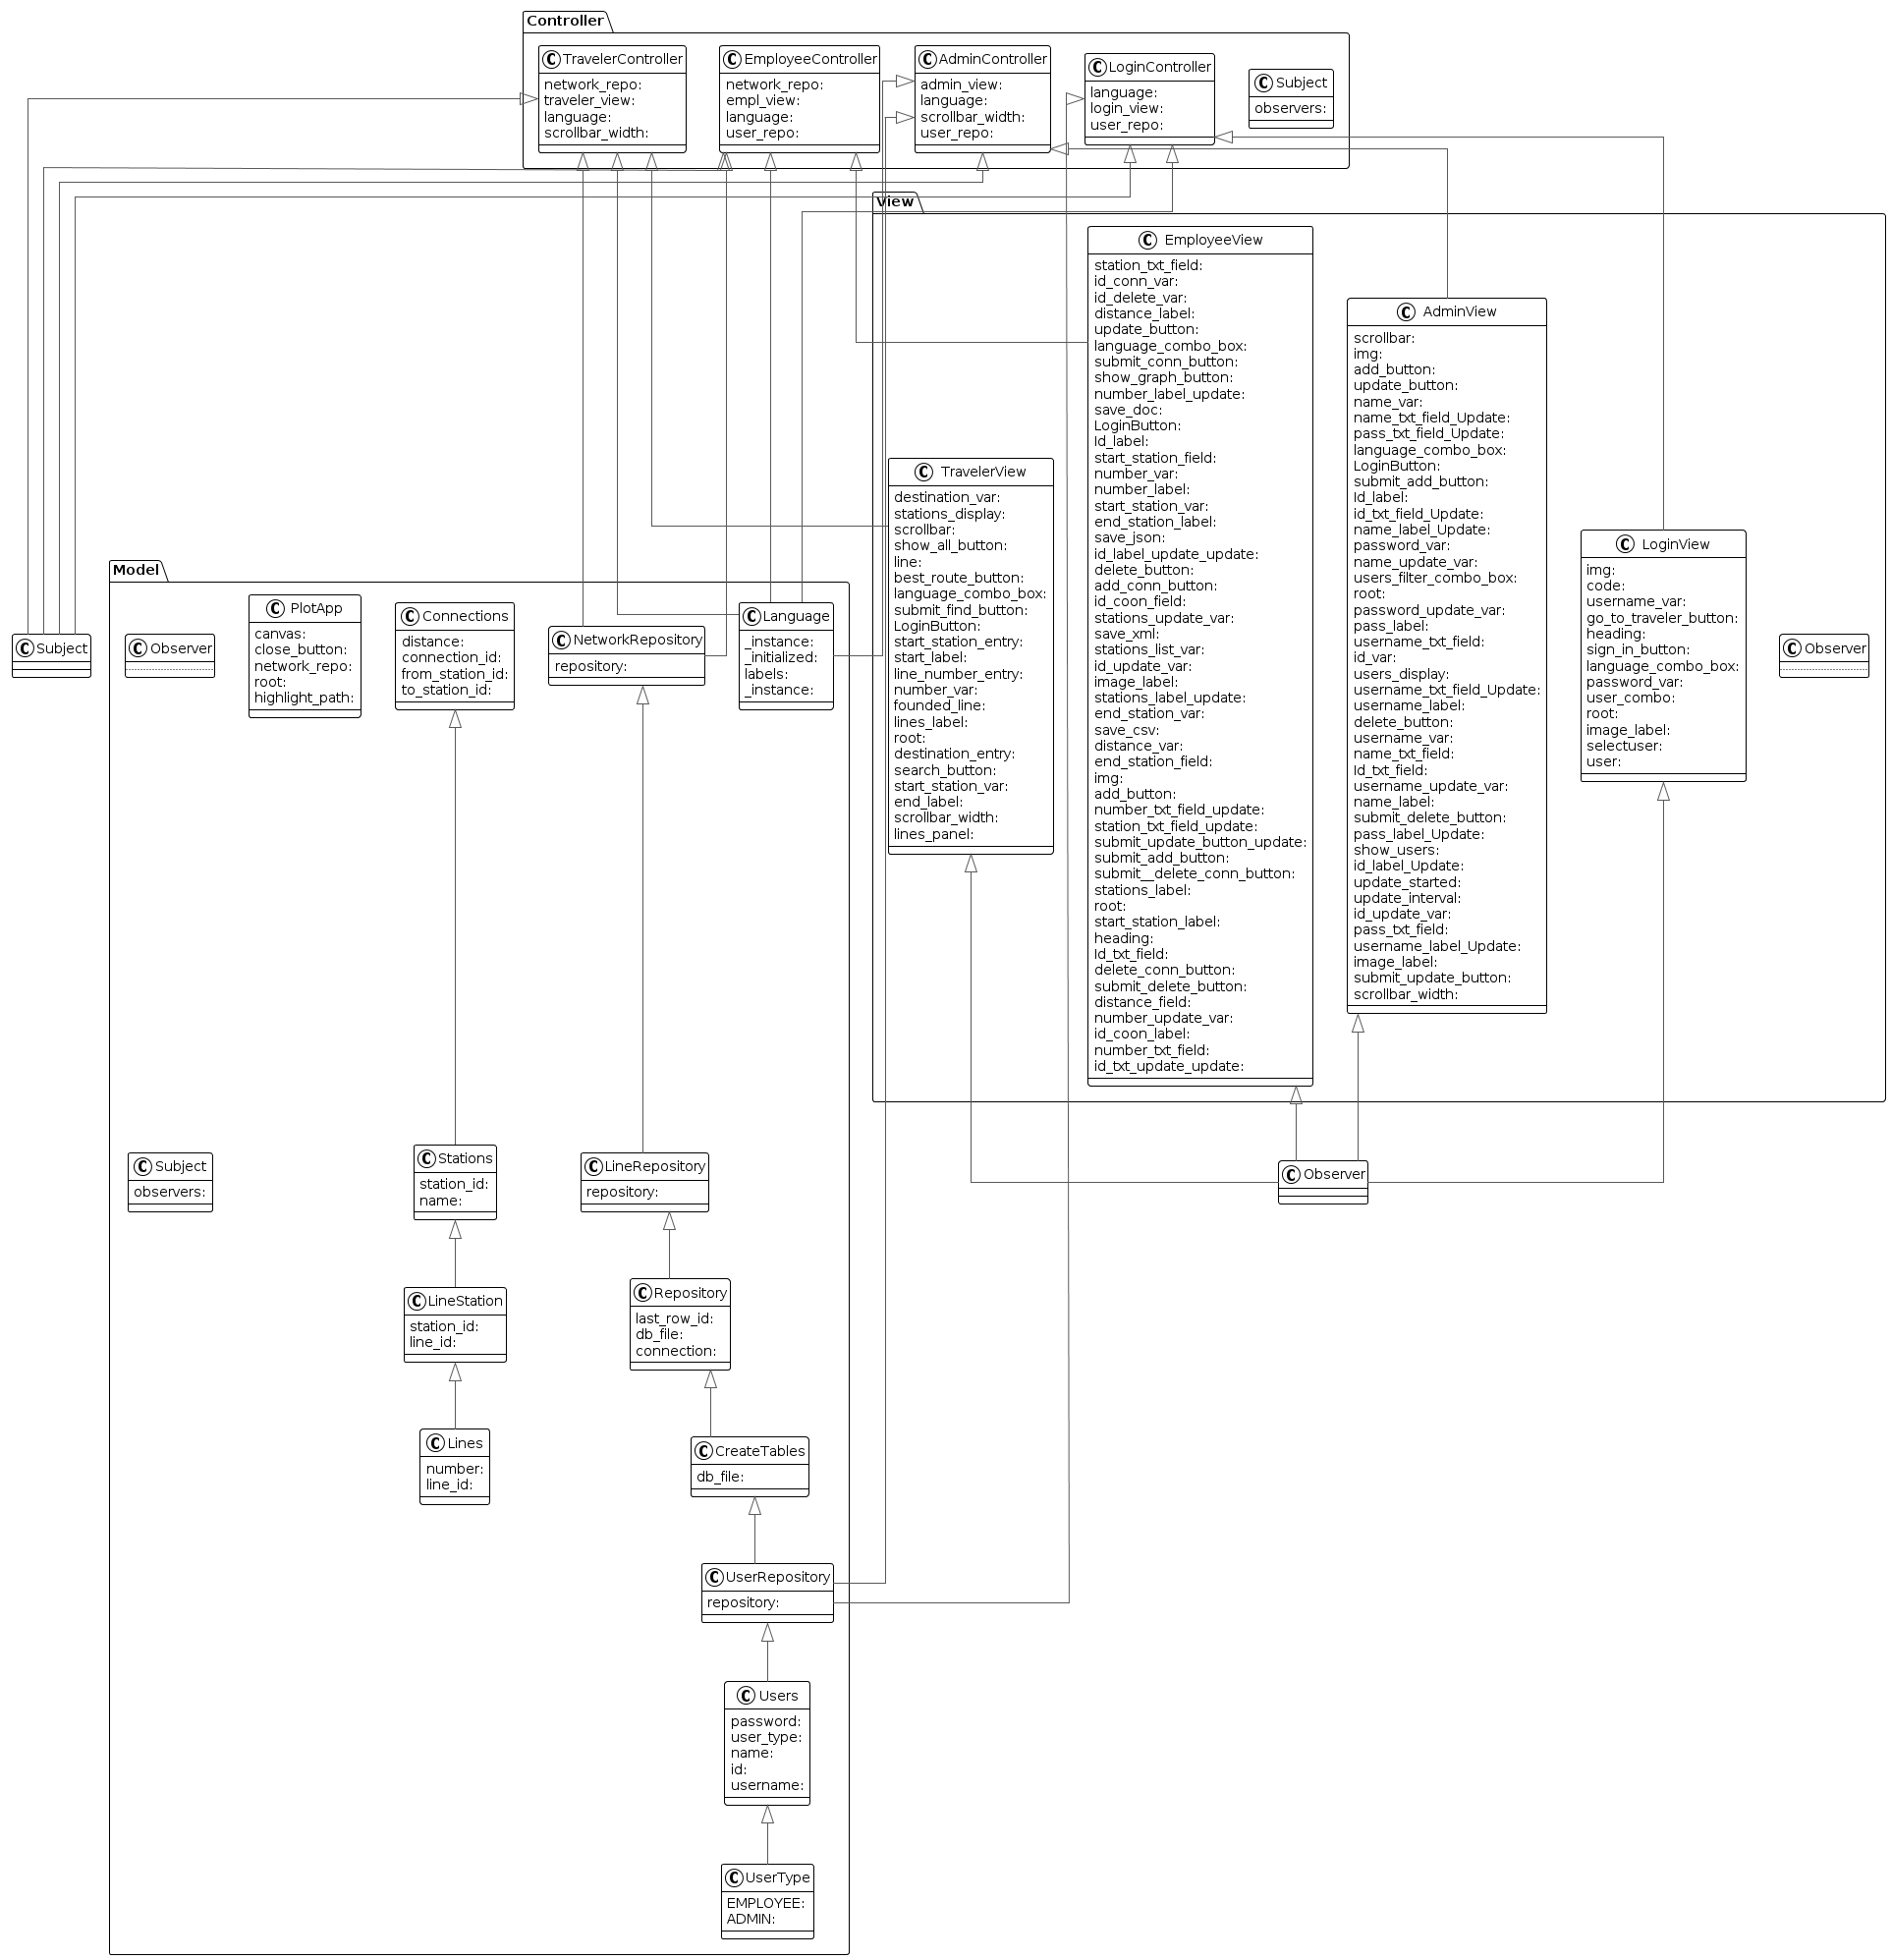 Controller
C TravelerController
network_repo:
traveler_view:
language:
scrollbar_width:
C EmployeeController
network_repo:
empl_view:
language:
user_repo:
C AdminController
admin_view:
language:
scrollbar_width:
user_repo:
C LoginController
language:
login_view:
user_repo:
C Subject
observers:
View
C EmployeeView
station_txt_field:
id_conn_var:
id_delete_var:
distance_label:
update_button:
language_combo_box:
submit_conn_button:
show_graph_button:
number_label_update:
save_doc:
LoginButton:
Id_label:
start_station_field:
number_var:
number_label:
start_station_var:
end_station_label:
save_json:
id_label_update_update:
delete_button:
add_conn_button:
id_coon_field:
stations_update_var:
save_xml:
stations_list_var:
id_update_var:
image_label:
stations_label_update:
end_station_var:
save_csv:
distance_var:
end_station_field:
img:
add_button:
number_txt_field_update:
station_txt_field_update:
submit_update_button_update:
submit_add_button:
submit__delete_conn_button:
stations_label:
root:
start_station_label:
heading:
Id_txt_field:
delete_conn_button:
submit_delete_button:
distance_field:
number_update_var:
id_coon_label:
number_txt_field:
id_txt_update_update:
C AdminView
scrollbar:
img:
add_button:
update_button:
name_var:
name_txt_field_Update:
pass_txt_field_Update:
language_combo_box:
LoginButton:
submit_add_button:
Id_label:
id_txt_field_Update:
name_label_Update:
password_var:
name_update_var:
users_filter_combo_box:
root:
password_update_var:
pass_label:
username_txt_field:
id_var:
users_display:
username_txt_field_Update:
username_label:
delete_button:
username_var:
name_txt_field:
Id_txt_field:
username_update_var:
name_label:
submit_delete_button:
pass_label_Update:
show_users:
id_label_Update:
update_started:
update_interval:
id_update_var:
pass_txt_field:
username_label_Update:
image_label:
submit_update_button:
scrollbar_width:
C TravelerView
destination_var:
stations_display:
scrollbar:
show_all_button:
line:
best_route_button:
language_combo_box:
submit_find_button:
LoginButton:
start_station_entry:
start_label:
line_number_entry:
number_var:
founded_line:
lines_label:
root:
destination_entry:
search_button:
start_station_var:
end_label:
scrollbar_width:
lines_panel:
C LoginView
img:
code:
username_var:
go_to_traveler_button:
heading:
sign_in_button:
language_combo_box:
password_var:
user_combo:
root:
image_label:
selectuser:
user:
C Observer
C Subject
Model
C Observer
C PlotApp
canvas:
close_button:
network_repo:
root:
highlight_path:
C Connections
distance:
connection_id:
from_station_id:
to_station_id:
C NetworkRepository
repository:
C Language
_instance:
_initialized:
labels:
_instance:
C Subject
observers:
C Stations
station_id:
name:
C LineRepository
repository:
C Observer
C LineStation
station_id:
line_id:
C Repository
last_row_id:
db_file:
connection:
C Lines
number:
line_id:
C CreateTables
db_file:
C UserRepository
repository:
C Users
password:
user_type:
name:
id:
username:
C UserType
EMPLOYEE:
ADMIN: